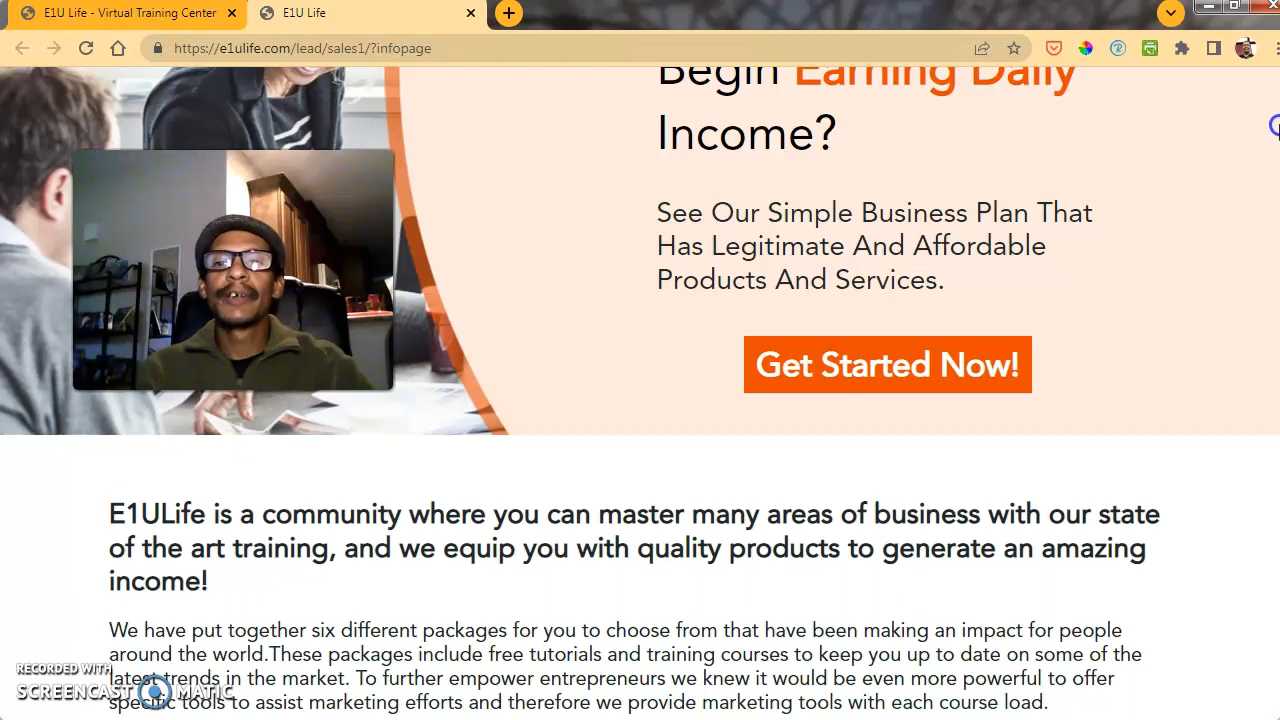 E1U Life - Virtual Training Center
E1U Life
https://e1ulife.com/lead/sales1/?infopage
Begin Earning Daily
Income?
See Our Simple Business Plan That
Has Legitimate And Affordable
Products And Services.
Get Started Now!
E1ULife is a community where you can master many areas of business with our state
of the art training, and we equip you with quality products to generate an amazing
income!
We have put together six different packages for you to choose from that have been making an impact for people
around the world.These packages include free tutorials and training courses to keep you up to date on some of the
latest trends in the market. To further empower entrepreneurs we knew it would be even more powerful to offer
specific tools to assist marketing efforts and therefore we provide marketing tools with each course load.
RECORDED WITH
SCREENCAST MATIC